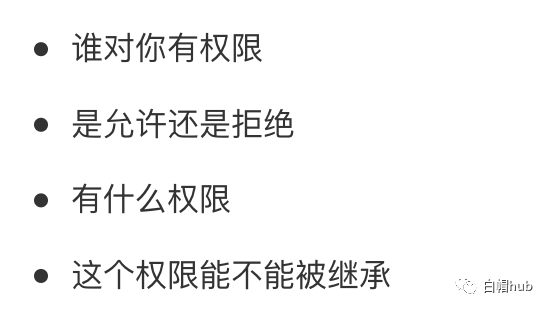 • 谁对你有权限
• 是允许还是拒绝
• 有什么权限
• 这个权限能不能被继承
白帽hub